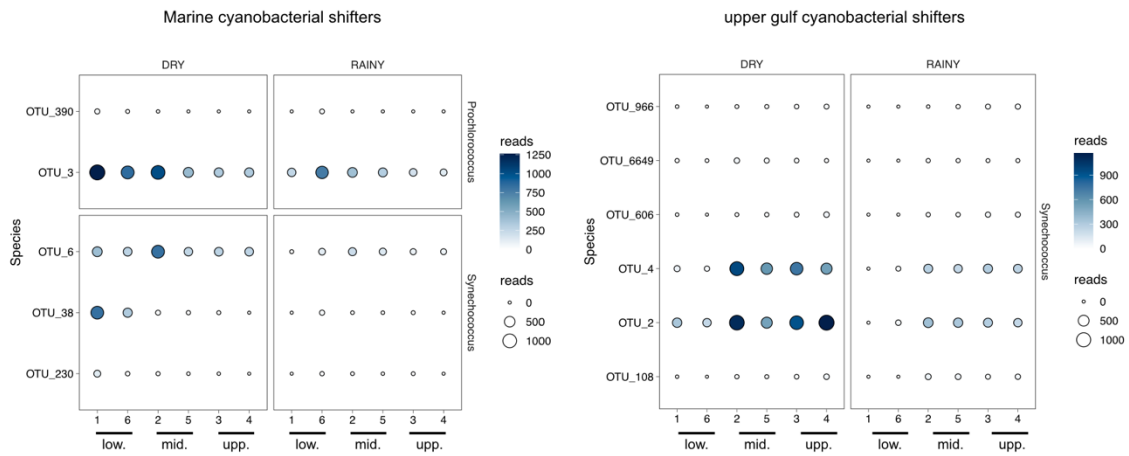 Marine cyanobacterial shifters
DRY RAINY
OTU_390
OTU_3
OTU_6
OTU_38
OTU_230
Species
Prochlorococcus
Synechococcus
1 6 2 5 3 4 1 6 2 5 3 4
low. mid. upp. low. mid. upp.
reads
1250
1000
750
500
250
0
reads
0
500
1000
upper gulf cyanobacterial shifters
DRY RAINY
OTU_966
OTU_6649
OTU_606
OTU_4
OTU_2
OTU_108
Species
Synechococcus
1 6 2 5 3 4 1 6 2 5 3 4
low. mid. upp. low. mid. upp.
reads
900
600
300
0
reads
0
500
1000